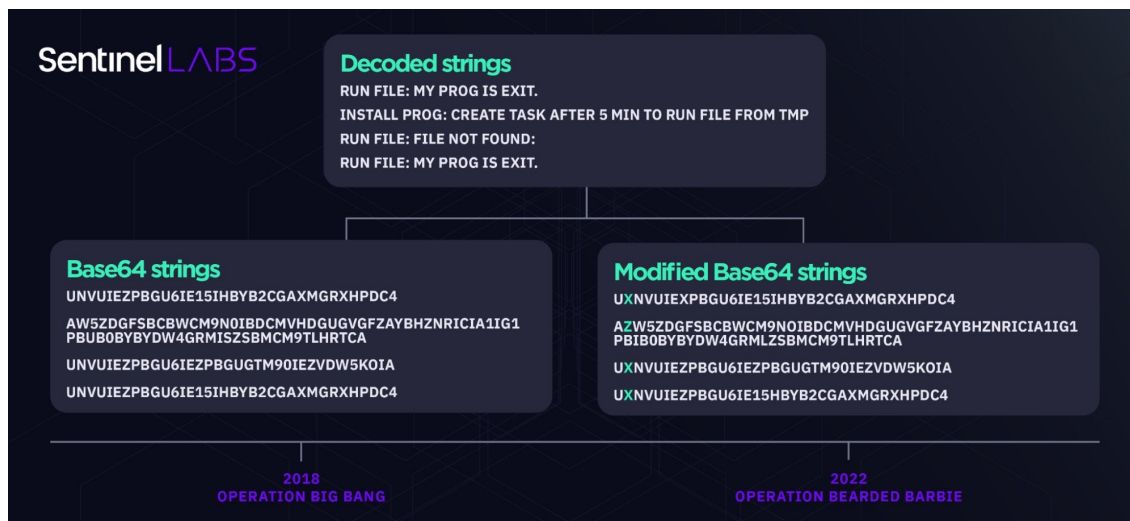 SentinelLABS
Decoded strings
RUN FILE: MY PROG IS EXIT.
INSTALL PROG: CREATE TASK AFTER 5 MIN TO RUN FILE FROM TMP
RUN FILE: FILE NOT FOUND:
RUN FILE: MY PROG IS EXIT.
Base64 strings
UNVUIEZPBGU6IE15IHBYB2CGAXMGRXHPDC4
AW5ZDGFSBCBWCM9N0IBDCMVHDGUGVGFZAYBHZNRICIA1IG1
PBUB0BYBYDW4GRMISZSBMCM9TLHRTCA
UNVUIEZPBGU6IEZPBGUGTM90IEZVDW5KOIA
UNVUIEZPBGU6IE15IHBYB2CGAXMGRXHPDC4
Modified Base64 strings
UXNVUIEXPBGU6IE15IHBYB2CGAXMGRXHPDC4
AZW5ZDGFSBCBWCM9NOIBDCMVHDGUGVGFZAYBHZNRICIA1IG1
PBIB0BYBYDW4GRMLZSBMCM9TLHRTCA
UXNVUIEZPBGU6IEZPBGUGTM90IEZVDW5KOIA
UXNVUIEZPBGU6IE15HBYB2CGAXMGRXHPDC4
2018
OPERATION BIG BANG
2022
OPERATION BEARDED BARBIE